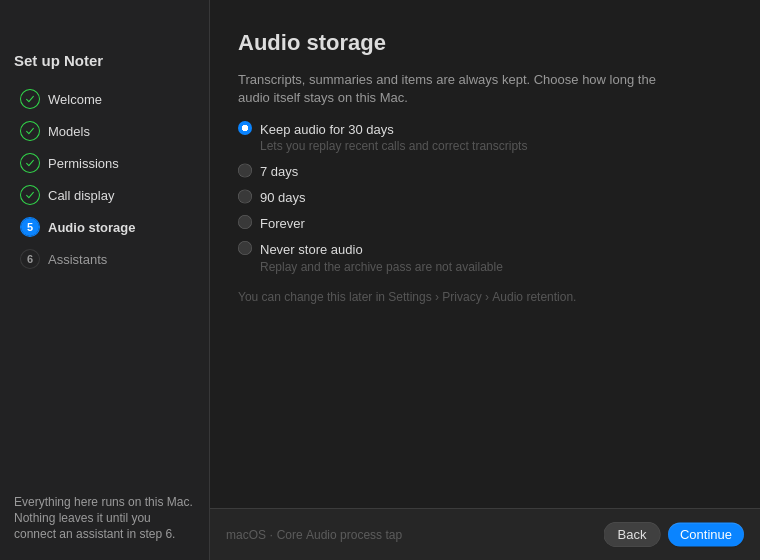 Set up Noter
Welcome
Models
Permissions
Call display
5 Audio storage
6 Assistants
Everything here runs on this Mac.
Nothing leaves it until you
connect an assistant in step 6.
Audio storage
Transcripts, summaries and items are always kept. Choose how long the
audio itself stays on this Mac.
Keep audio for 30 days
Lets you replay recent calls and correct transcripts
7 days
90 days
Forever
Never store audio
Replay and the archive pass are not available
You can change this later in Settings › Privacy › Audio retention.
macOS · Core Audio process tap
Back
Continue